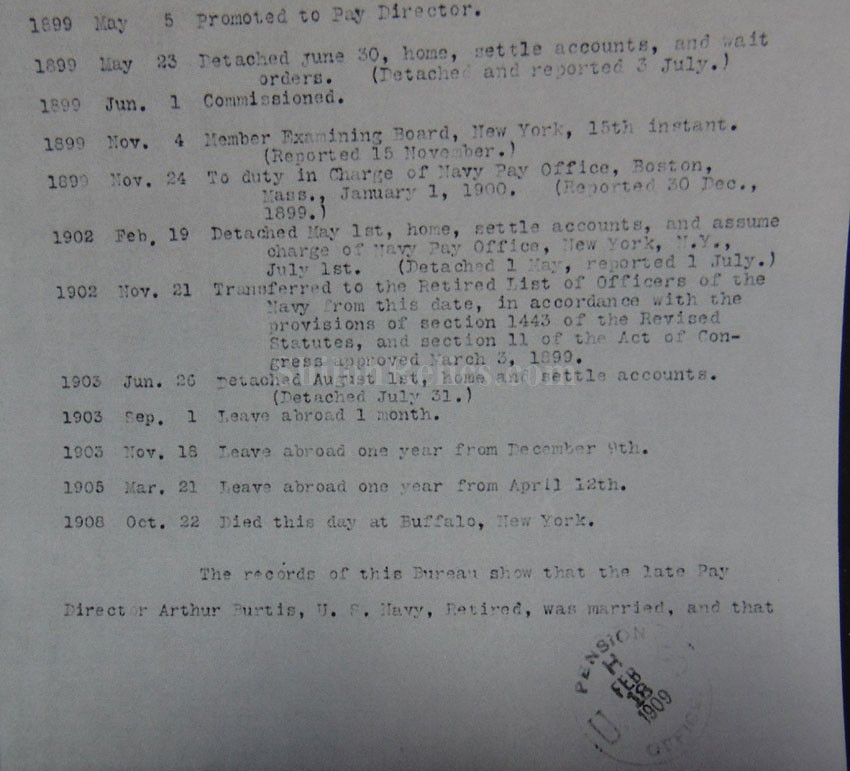 1899 May 5 Promoted to Pay Director.
1899 May 23 Detached June 30, home, settle accounts, and wait
orders. (Detached and reported 3 July.)
1899 Jun. 1 Commissioned.
1899 Nov. 4 Member Examining Board, New York, 15th instant.
(Reported 15 November.)
1899 Nov. 24 To duty in Charge of Navy Pay Office, Boston,
Mass., January 1, 1900. (Reported 30 Dec.,
1899.)
1902 Feb. 19 Detached May 1st, home, settle accounts, and assume
charge of Navy Pay Office, New York, N.Y.,
July 1st. (Detached 1 May, reported 1 July.)
1902 Nov. 21 Transferred to the Retired List of Officers of the
Navy from this date, in accordance with the
provisions of section 1443 of the Revised
Statutes, and section 11 of the Act of Con-
gress approved March 3, 1899.
1903 Jun. 26 Detached August 1st, home and settle accounts.
(Detached July 31.)
1903 Sep. 1 Leave abroad 1 month.
1903 Nov. 18 Leave abroad one year from December 9th.
1905 Mar. 21 Leave abroad one year from April 12th.
1908 Oct. 22 Died this day at Buffalo, New York.
The records of this Bureau show that the late Pay
Director Arthur Burtis, U. S. Navy, Retired, was married, and that
PENSION
U
FEB
18
1909
OFFICE